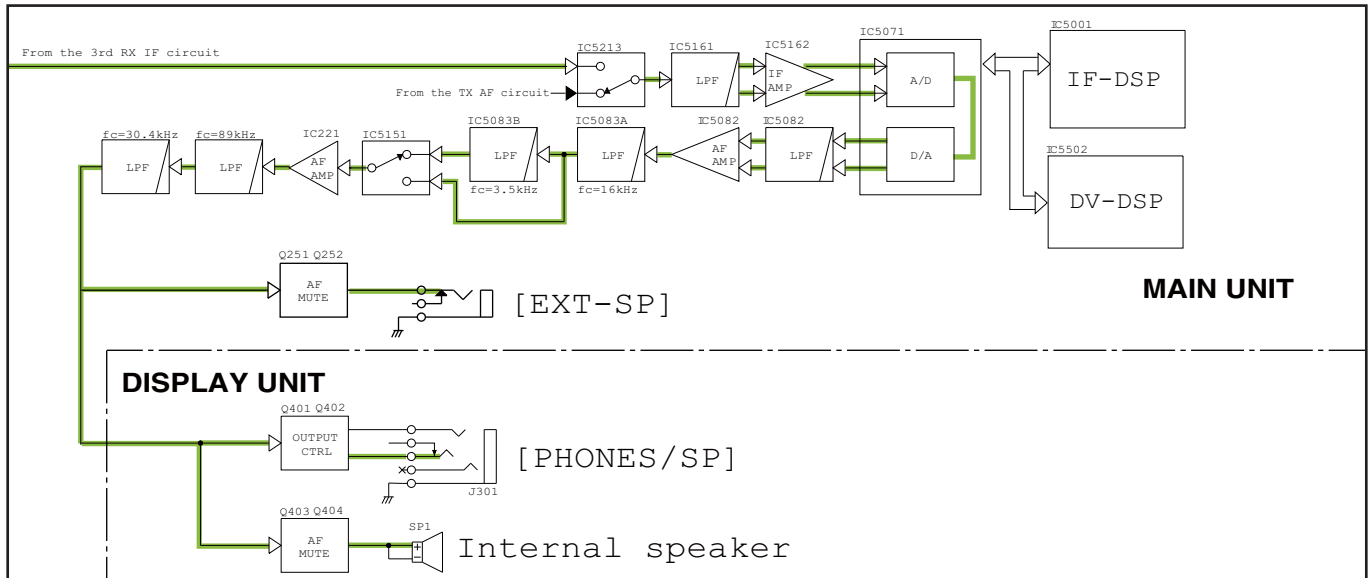 IC5001
IC5213
IC5161
IC5162
IC5071
From the 3rd RX IF circuit
LPF
IF
AMP
A/D
IF-DSP
From the TX AF circuit
fc=30.4kHz
fc=89kHz
IC221
IC5151
IC5083B
IC5083A
IC5082
IC5082
LPF
LPF
AF
AMP
LPF
LPF
AF
AMP
LPF
D/A
fc=3.5kHz
fc=16kHz
IC5502
DV-DSP
Q251 Q252
AF
MUTE
[EXT-SP]
MAIN UNIT
DISPLAY UNIT
Q401 Q402
OUTPUT
CTRL
[PHONES/SP]
J301
Q403 Q404
AF
MUTE
SP1
+
-
Internal speaker